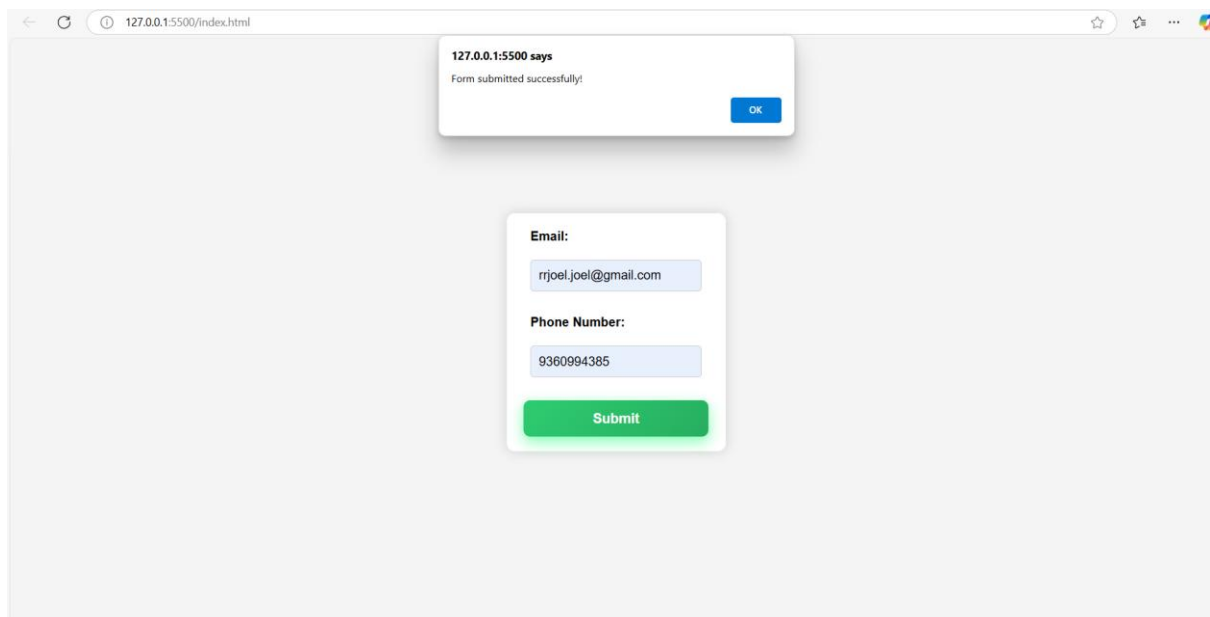 127.0.0.1:5500/index.html
127.0.0.1:5500 says
Form submitted successfully!
OK
Email:
rrjoel.joel@gmail.com
Phone Number:
9360994385
Submit